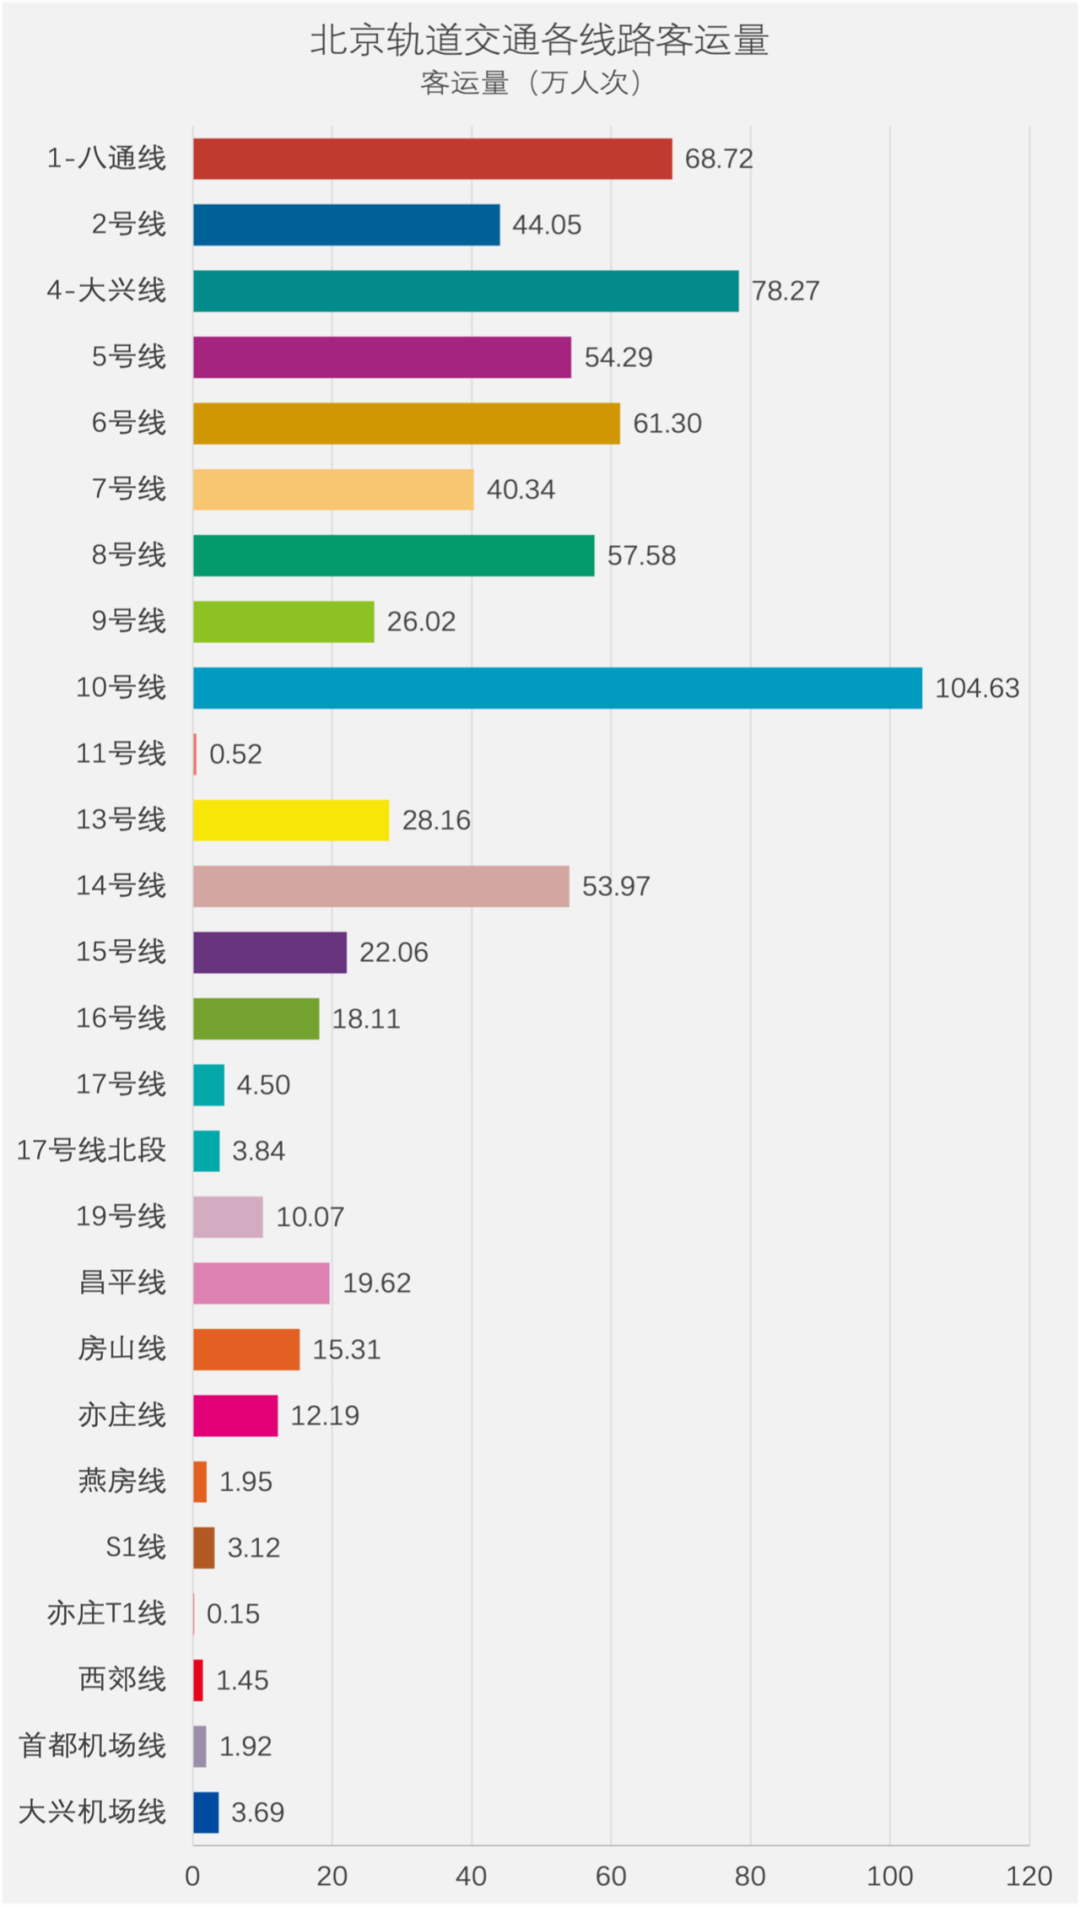 北京轨道交通各线路客运量
客运量（万人次）
1-八通线 68.72
2号线 44.05
4-大兴线 78.27
5号线 54.29
6号线 61.30
7号线 40.34
8号线 57.58
9号线 26.02
10号线 104.63
11号线 0.52
13号线 28.16
14号线 53.97
15号线 22.06
16号线 18.11
17号线 4.50
17号线北段 3.84
19号线 10.07
昌平线 19.62
房山线 15.31
亦庄线 12.19
燕房线 1.95
S1线 3.12
亦庄T1线 0.15
西郊线 1.45
首都机场线 1.92
大兴机场线 3.69
0 20 40 60 80 100 120